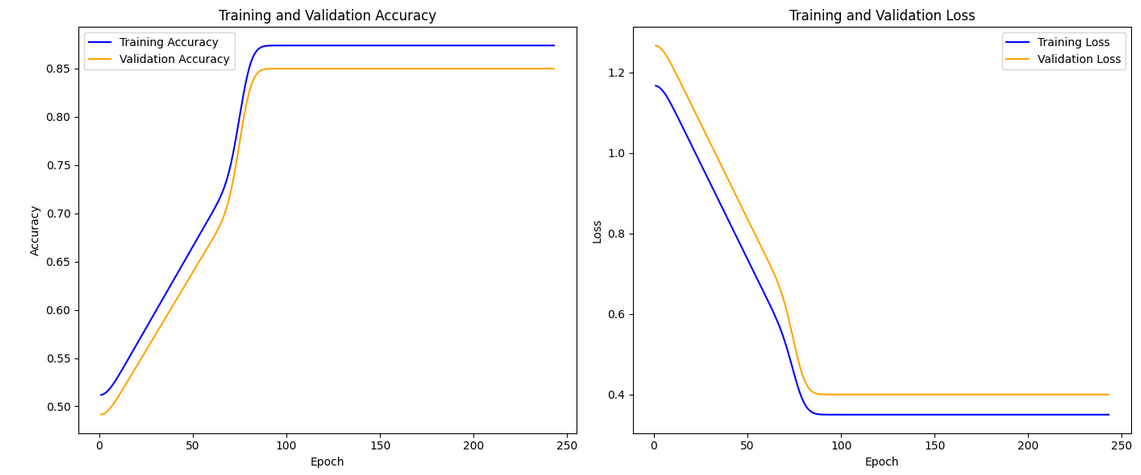 Training and Validation Accuracy
Training Accuracy
Validation Accuracy
0.85
0.80
0.75
0.70
0.65
0.60
0.55
0.50
Accuracy
0 50 100 150 200 250
Epoch
Training and Validation Loss
Training Loss
Validation Loss
1.2
1.0
0.8
0.6
0.4
Loss
0 50 100 150 200 250
Epoch